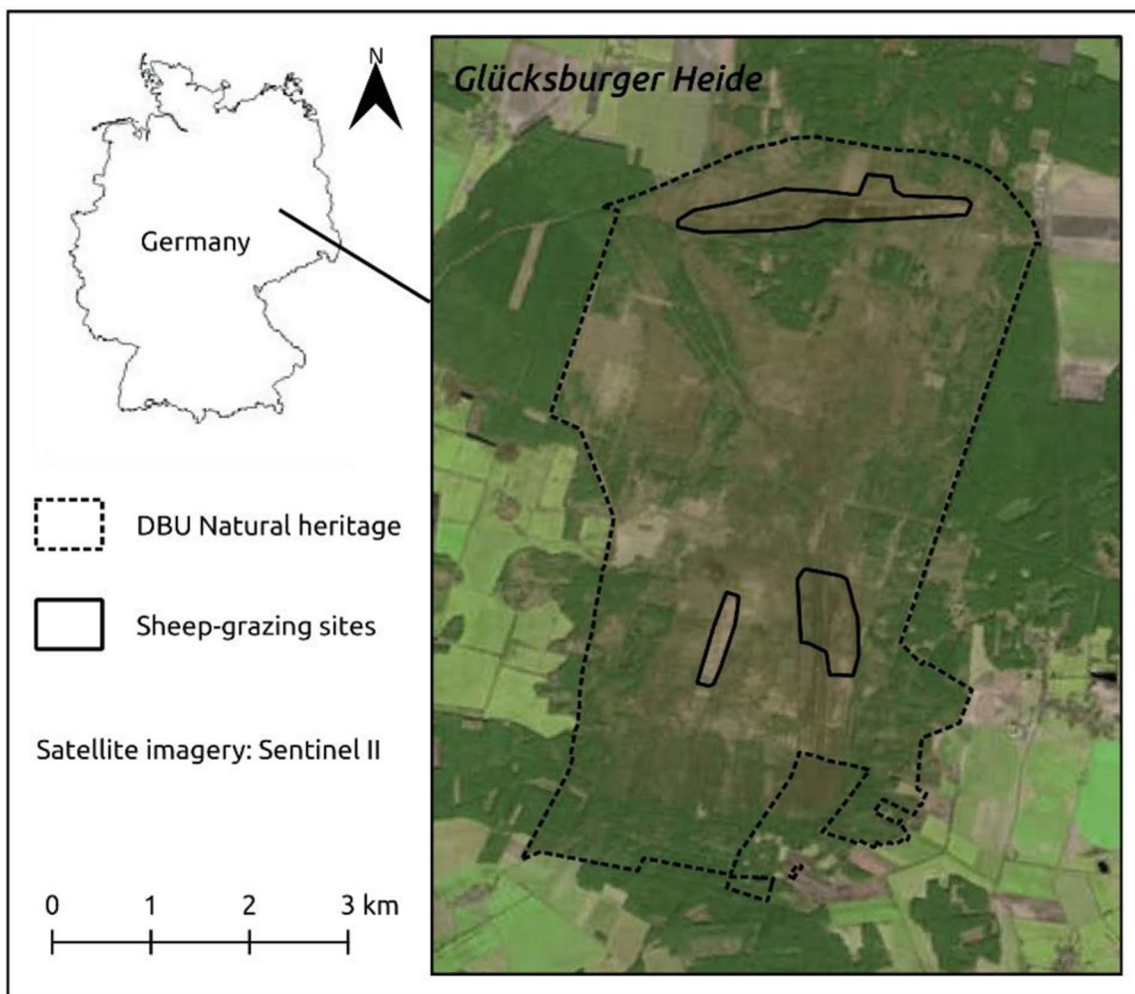 Glücksburger Heide
N
Germany
DBU Natural heritage
Sheep-grazing sites
Satellite imagery: Sentinel II
0 1 2 3 km